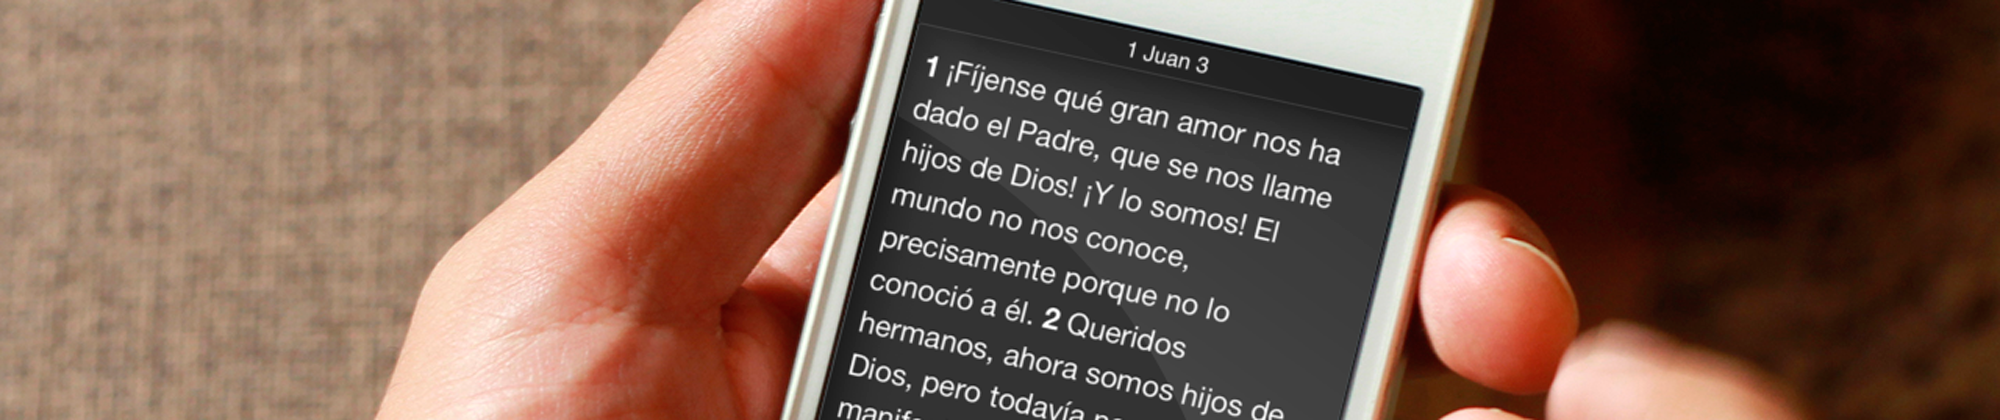 1 Juan 3
1 ¡Fíjense qué gran amor nos ha
dado el Padre, que se nos llame
hijos de Dios! ¡Y lo somos! El
mundo no nos conoce,
precisamente porque no lo
conoció a él. 2 Queridos
hermanos, ahora somos hijos de
Dios, pero todavía